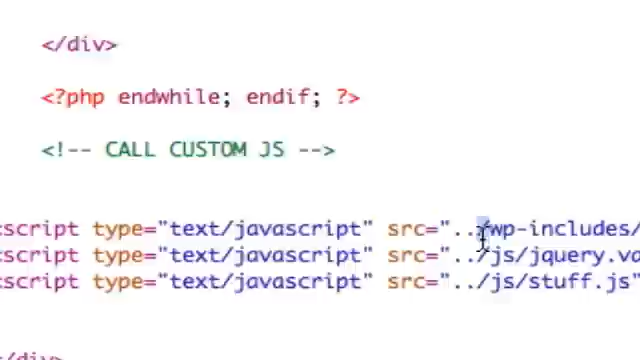 </div>
<?php endwhile; endif; ?>
<!-- CALL CUSTOM JS -->
script type="text/javascript" src="../wp-includes/
script type="text/javascript" src="../js/jquery.va
script type="text/javascript" src="../js/stuff.js"
</div>